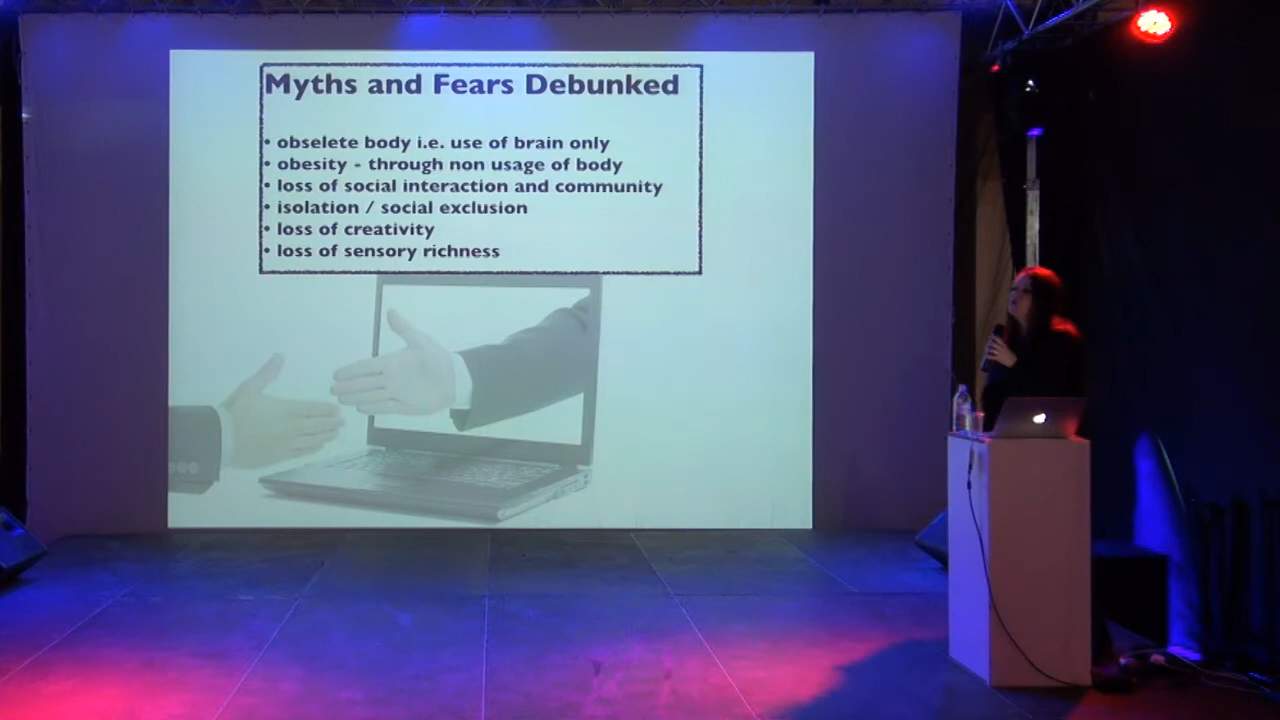 Myths and Fears Debunked
• obselete body i.e. use of brain only
• obesity - through non usage of body
• loss of social interaction and community
• isolation / social exclusion
• loss of creativity
• loss of sensory richness